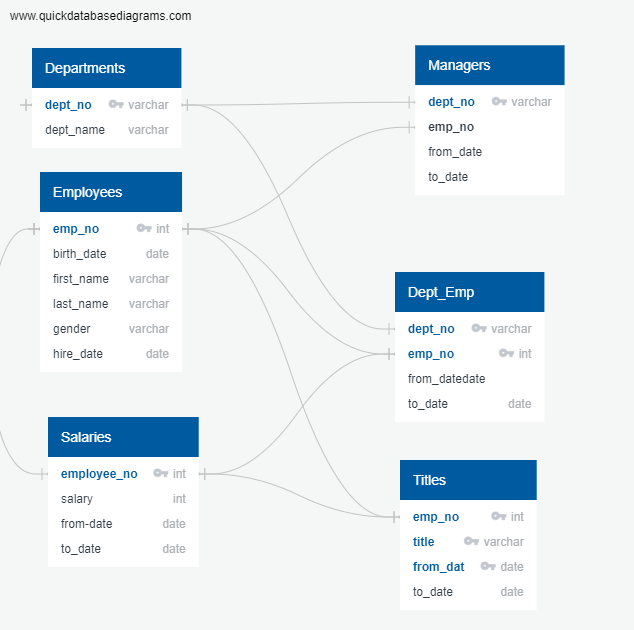 www.quickdatabasediagrams.com
Departments
dept_no varchar
dept_name varchar
Managers
dept_no varchar
emp_no
from_date
to_date
Employees
emp_no int
birth_date date
first_name varchar
last_name varchar
gender varchar
hire_date date
Dept_Emp
dept_no varchar
emp_no int
from_datedate
to_date date
Salaries
employee_no int
salary int
from-date date
to_date date
Titles
emp_no int
title varchar
from_dat date
to_date date